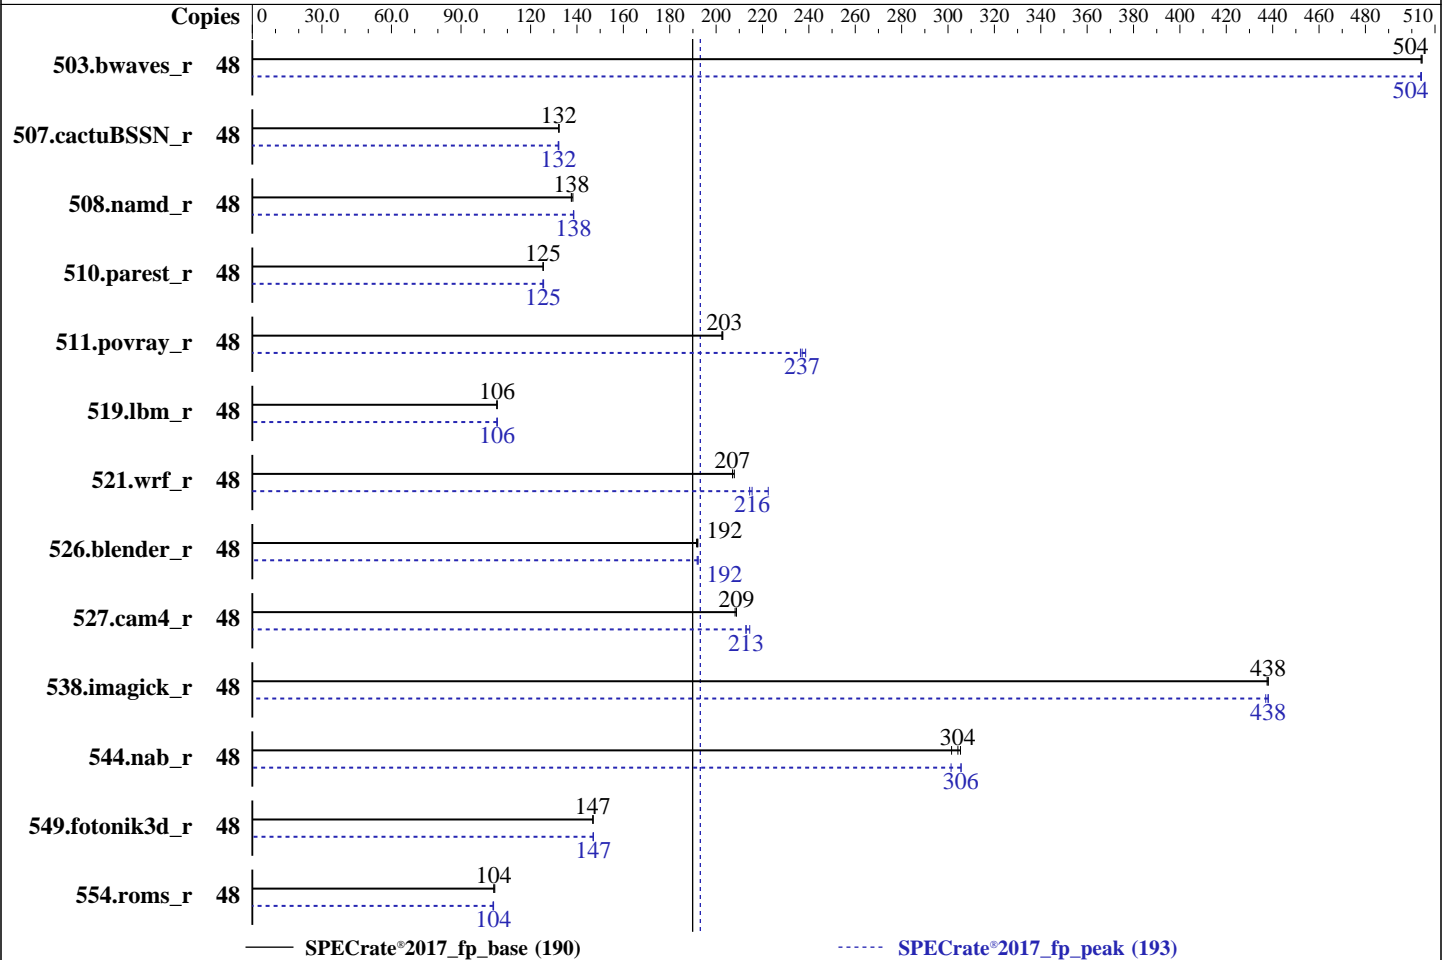 Copies 0 30.0 60.0 90.0 120 140 160 180 200 220 240 260 280 300 320 340 360 380 400 420 440 460 480 510
503.bwaves_r 48 504
504
507.cactuBSSN_r 48 132
132
508.namd_r 48 138
138
510.parest_r 48 125
125
511.povray_r 48 203
237
519.lbm_r 48 106
106
521.wrf_r 48 207
216
526.blender_r 48 192
192
527.cam4_r 48 209
213
538.imagick_r 48 438
438
544.nab_r 48 304
306
549.fotonik3d_r 48 147
147
554.roms_r 48 104
104
SPECrate®2017_fp_base (190) SPECrate®2017_fp_peak (193)